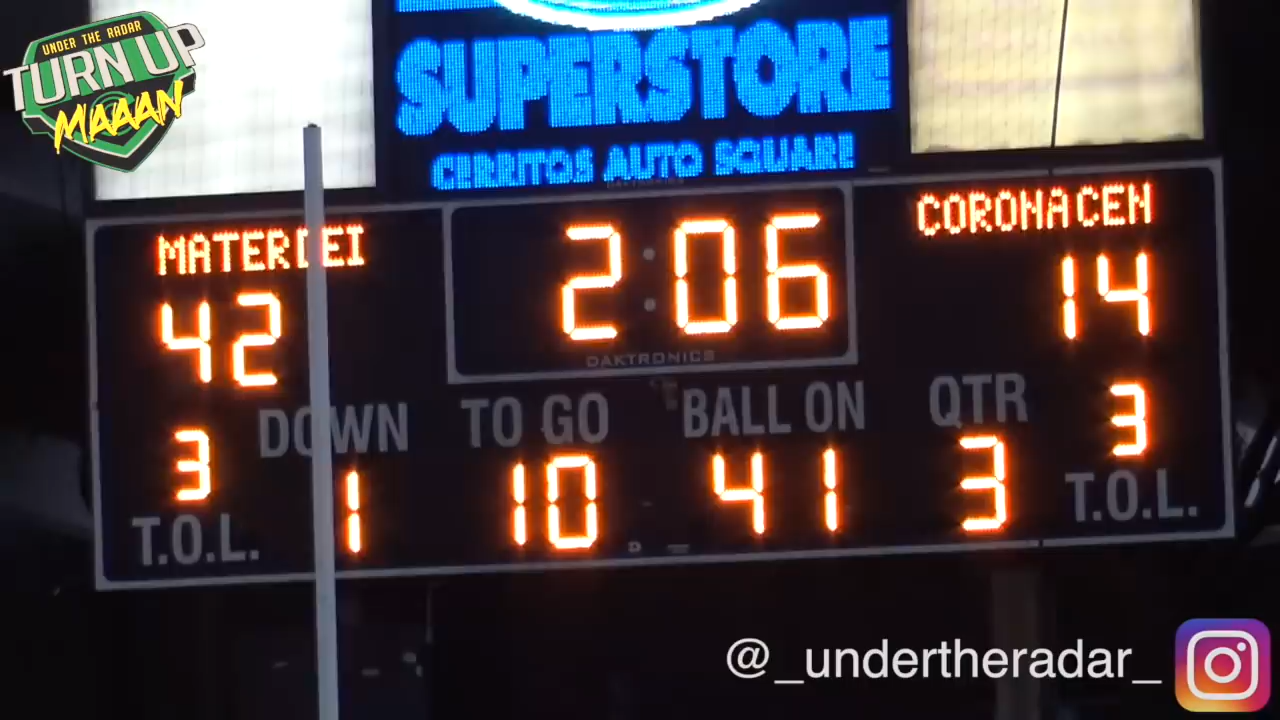 UNDER THE RADAR
TURN UP
MAAAN
SUPERSTORE
CERRITOS AUTO SQUARE
DAKTRONICS
MATER DEI
2:06
CORONA CEN
42
14
DAKTRONICS
DOWN TO GO BALL ON QTR
3
3
1 10 41 3
T.O.L.
T.O.L.
@_undertheradar_